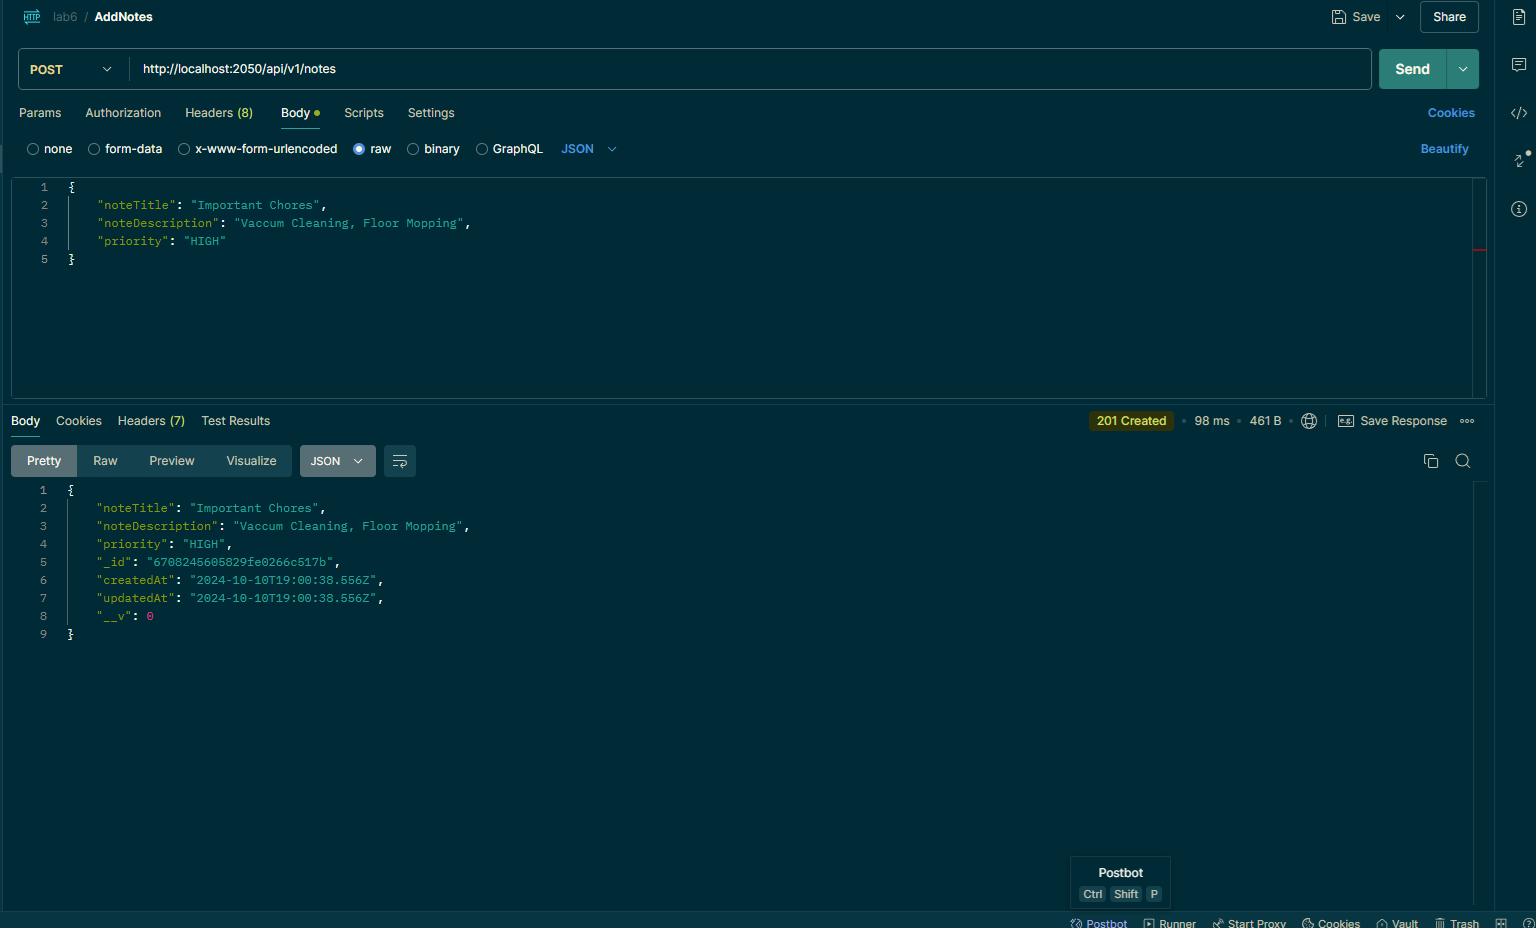 HTTP lab6 / AddNotes Save Share
POST http://localhost:2050/api/v1/notes Send
Params Authorization Headers (8) Body Scripts Settings Cookies
none form-data x-www-form-urlencoded raw binary GraphQL JSON Beautify
1 {
2 "noteTitle": "Important Chores",
3 "noteDescription": "Vaccum Cleaning, Floor Mopping",
4 "priority": "HIGH"
5 }
Body Cookies Headers (7) Test Results 201 Created • 98 ms • 461 B • e.g. Save Response
Pretty Raw Preview Visualize JSON
1 {
2 "noteTitle": "Important Chores",
3 "noteDescription": "Vaccum Cleaning, Floor Mopping",
4 "priority": "HIGH",
5 "_id": "6708245605829fe0266c517b",
6 "createdAt": "2024-10-10T19:00:38.556Z",
7 "updatedAt": "2024-10-10T19:00:38.556Z",
8 "__v": 0
9 }
Postbot
Ctrl Shift P
Postbot Runner Start Proxy Cookies Vault Trash